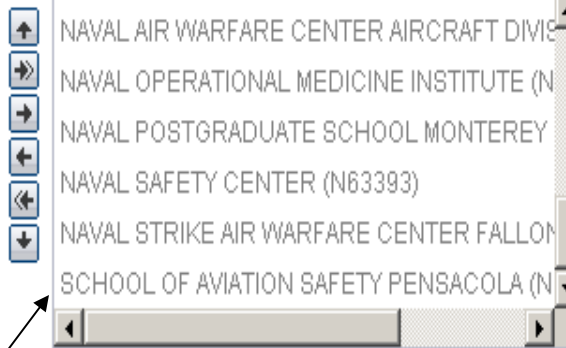 NAVAL AIR WARFARE CENTER AIRCRAFT DIVIS
NAVAL OPERATIONAL MEDICINE INSTITUTE (N
NAVAL POSTGRADUATE SCHOOL MONTEREY
NAVAL SAFETY CENTER (N63393)
NAVAL STRIKE AIR WARFARE CENTER FALLON
SCHOOL OF AVIATION SAFETY PENSACOLA (N